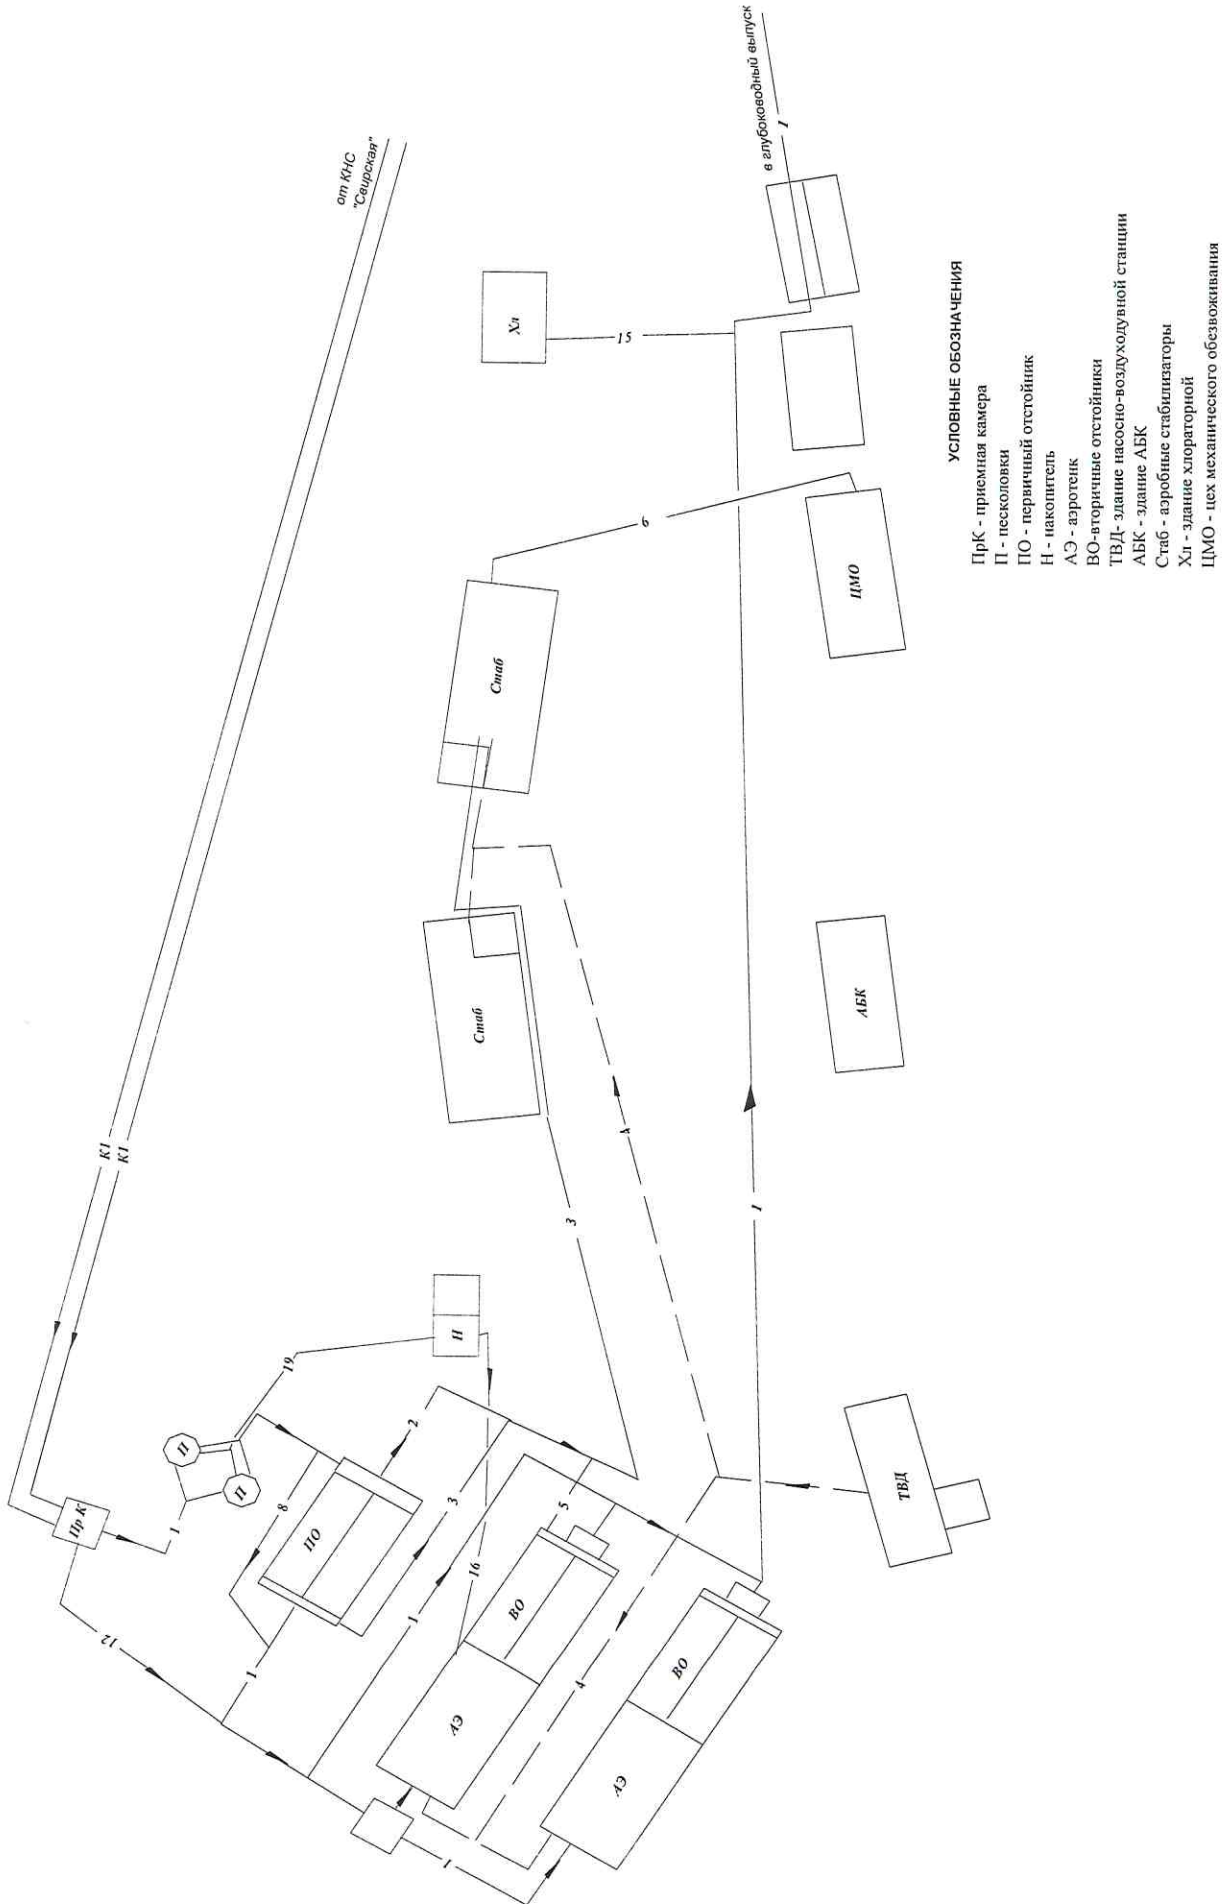 от КНС
"Свирская"
в глубоководный выпуск
1
К1
К1
Хл
15
6
Стаб
ЦМО
Стаб
АБК
4
3
1
19
Н
П
П
Пр К
1
8
2
ПО
3
5
16
1
12
1
ВО
АЭ
4
ВО
АЭ
1
ТВД
УСЛОВНЫЕ ОБОЗНАЧЕНИЯ
ПрК - приемная камера
П - песколовки
ПО - первичный отстойник
Н - накопитель
АЭ - аэротенк
ВО-вторичные отстойники
ТВД- здание насосно-воздуходувной станции
АБК - здание АБК
Стаб - аэробные стабилизаторы
Хл - здание хлораторной
ЦМО - цех механического обезвоживания